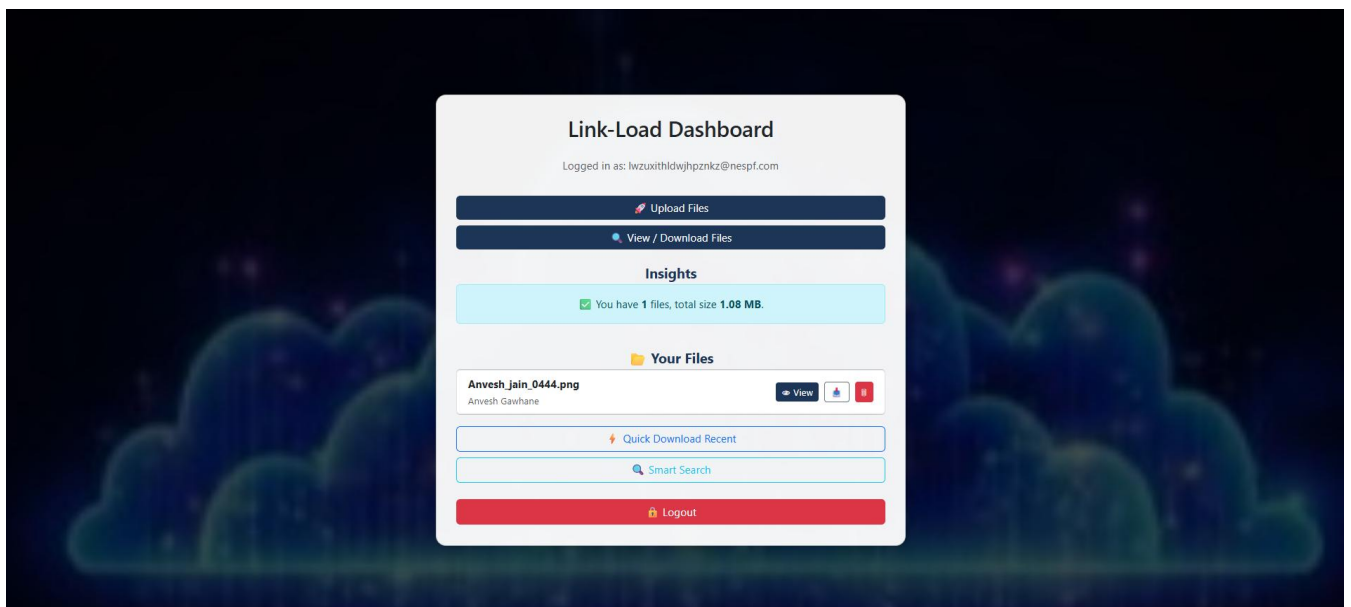 Link-Load Dashboard
Logged in as: lwzuxithldwjhpznkz@nespf.com
🚀 Upload Files
🔍 View / Download Files
Insights
✅ You have 1 files, total size 1.08 MB.
📂 Your Files
Anvesh_jain_0444.png
Anvesh Gawhane
👁 View
⚡ Quick Download Recent
🔍 Smart Search
🔒 Logout